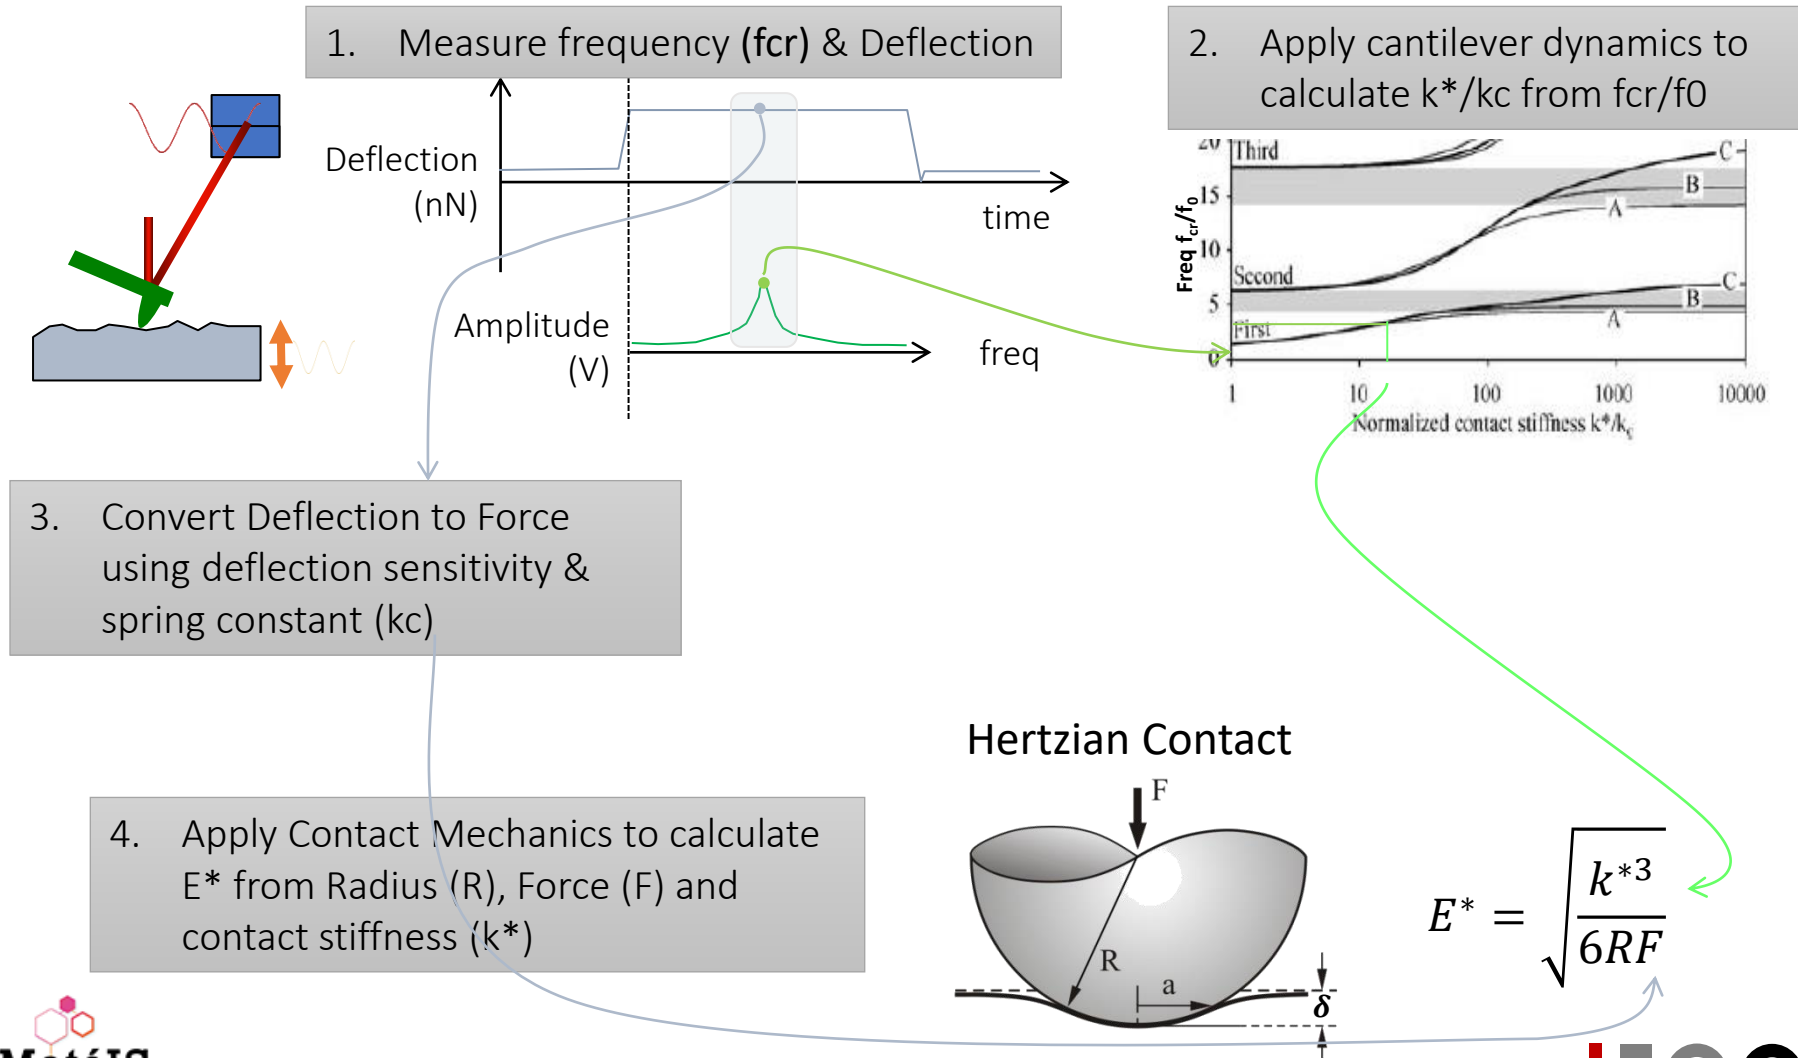 1. Measure frequency (fcr) & Deflection
Deflection
(nN)
time
Amplitude
(V)
freq
2. Apply cantilever dynamics to
calculate k*/kc from fcr/f0
Freq fcr/f0
20
15
10
5
0
Third
Second
First
C
B
A
C
B
A
1 10 100 1000 10000
Normalized contact stiffness k*/kc
3. Convert Deflection to Force
using deflection sensitivity &
spring constant (kc)
4. Apply Contact Mechanics to calculate
E* from Radius (R), Force (F) and
contact stiffness (k*)
Hertzian Contact
F
R
a
δ
E* = √(k*3/6RF)